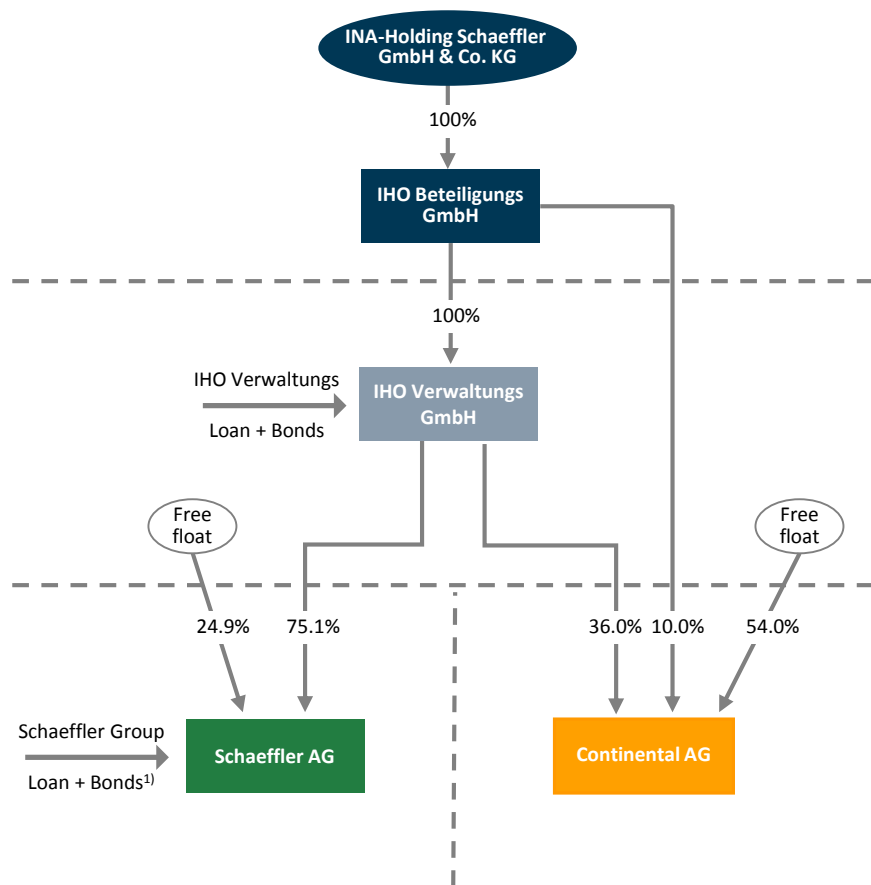 INA-Holding Schaeffler
GmbH & Co. KG
100%
IHO Beteiligungs
GmbH
100%
IHO Verwaltungs
Loan + Bonds
IHO Verwaltungs
GmbH
Free
float
Free
float
24.9%
75.1%
36.0%
10.0%
54.0%
Schaeffler Group
Loan + Bonds¹⁾
Schaeffler AG
Continental AG